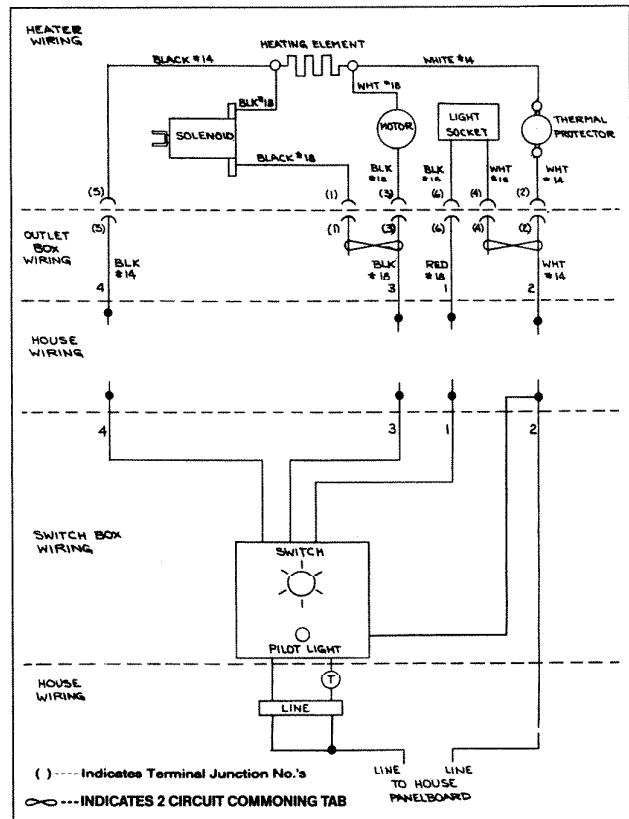 HEATER
WIRING
HEATING ELEMENT
BLACK #14
WHITE #14
WHT #18
BLK #18
SOLENOID
MOTOR
LIGHT
SOCKET
THERMAL
PROTECTOR
BLACK #18
BLK
#18
BLK
#18
WHT
#18
WHT
#14
(5)
(1)
(3)
(6)
(4)
(2)
(5)
(1)
(3)
(6)
(4)
(2)
OUTLET
BOX
WIRING
BLK
#14
BLK
#18
RED
#18
WHT
#14
4
3
1
2
HOUSE
WIRING
4
3
1
2
SWITCH BOX
WIRING
SWITCH
PILOT LIGHT
HOUSE
WIRING
T
LINE
LINE LINE
TO HOUSE
PANELBOARD
( ) ---- Indicates Terminal Junction No.'s
---INDICATES 2 CIRCUIT COMMONING TAB